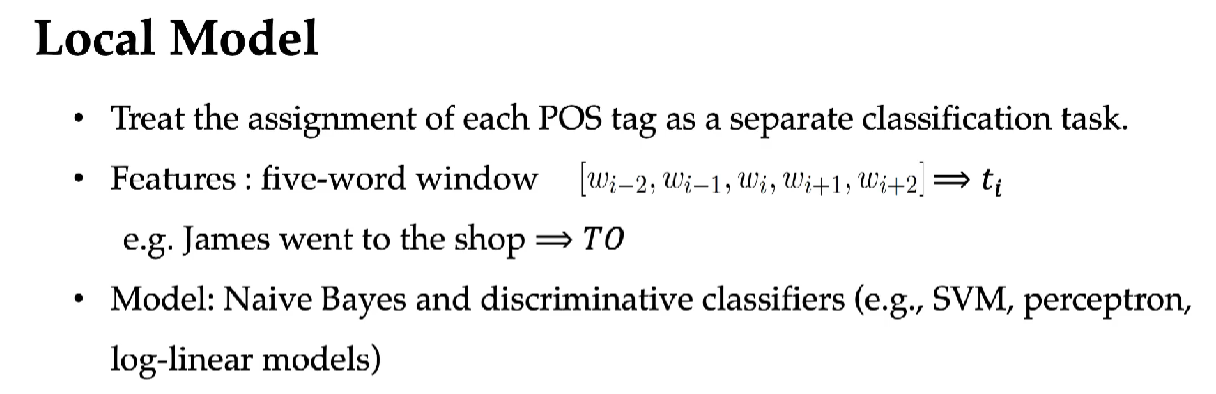 Local Model
• Treat the assignment of each POS tag as a separate classification task.
• Features : five-word window [w_{i−2}, w_{i−1}, w_i, w_{i+1}, w_{i+2}] ⟹ t_i
e.g. James went to the shop ⟹ TO
• Model: Naive Bayes and discriminative classifiers (e.g., SVM, perceptron,
log-linear models)